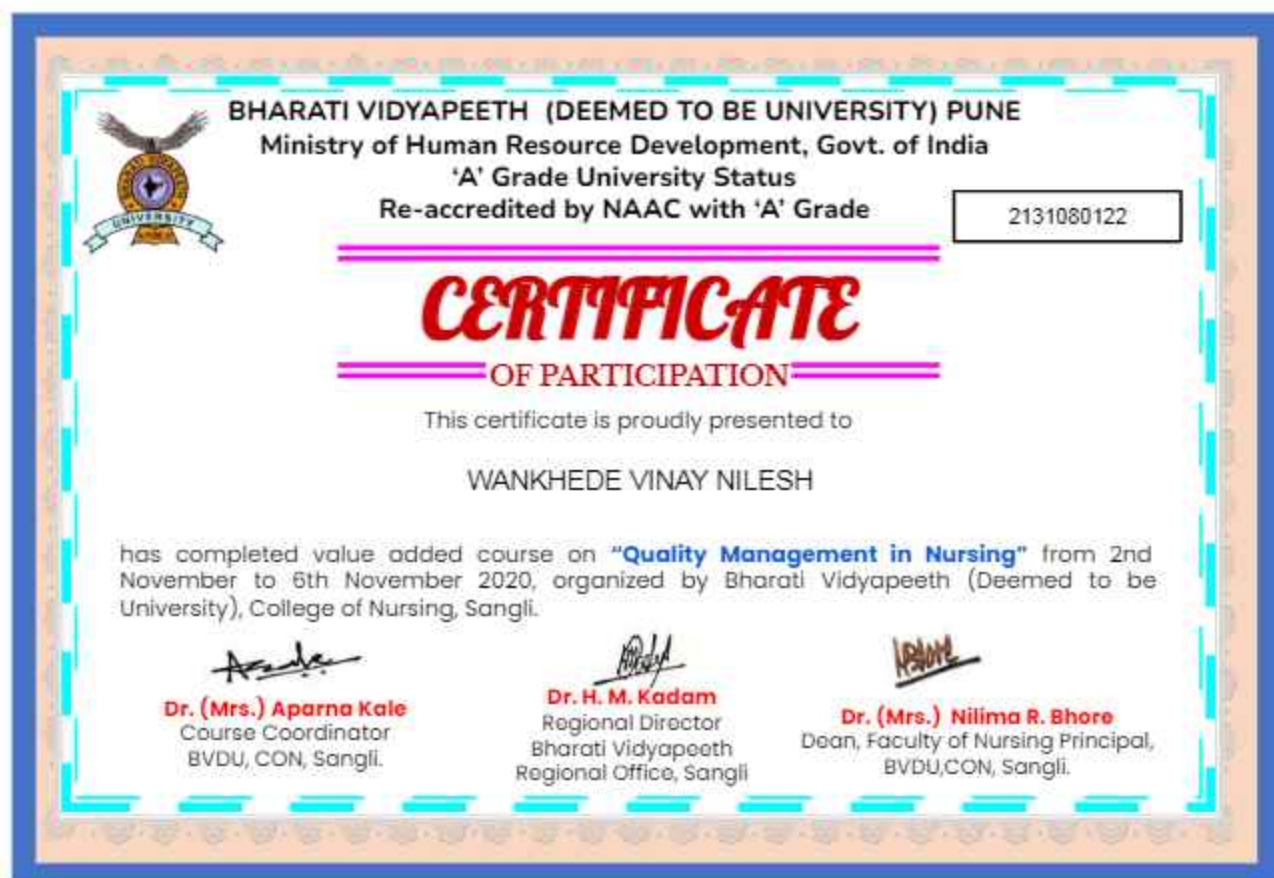 BHARATI VIDYAPEETH (DEEMED TO BE UNIVERSITY) PUNE
Ministry of Human Resource Development, Govt. of India
‘A’ Grade University Status
Re-accredited by NAAC with ‘A’ Grade
2131080122
BHARATI VIDYAPEETH
UNIVERSITY
CERTIFICATE
OF PARTICIPATION
This certificate is proudly presented to
WANKHEDE VINAY NILESH
has completed value added course on “Quality Management in Nursing” from 2nd
November to 6th November 2020, organized by Bharati Vidyapeeth (Deemed to be
University), College of Nursing, Sangli.
Dr. (Mrs.) Aparna Kale
Course Coordinator
BVDU, CON, Sangli.
Dr. H. M. Kadam
Regional Director
Bharati Vidyapeeth
Regional Office, Sangli
Dr. (Mrs.) Nilima R. Bhore
Dean, Faculty of Nursing Principal,
BVDU,CON, Sangli.